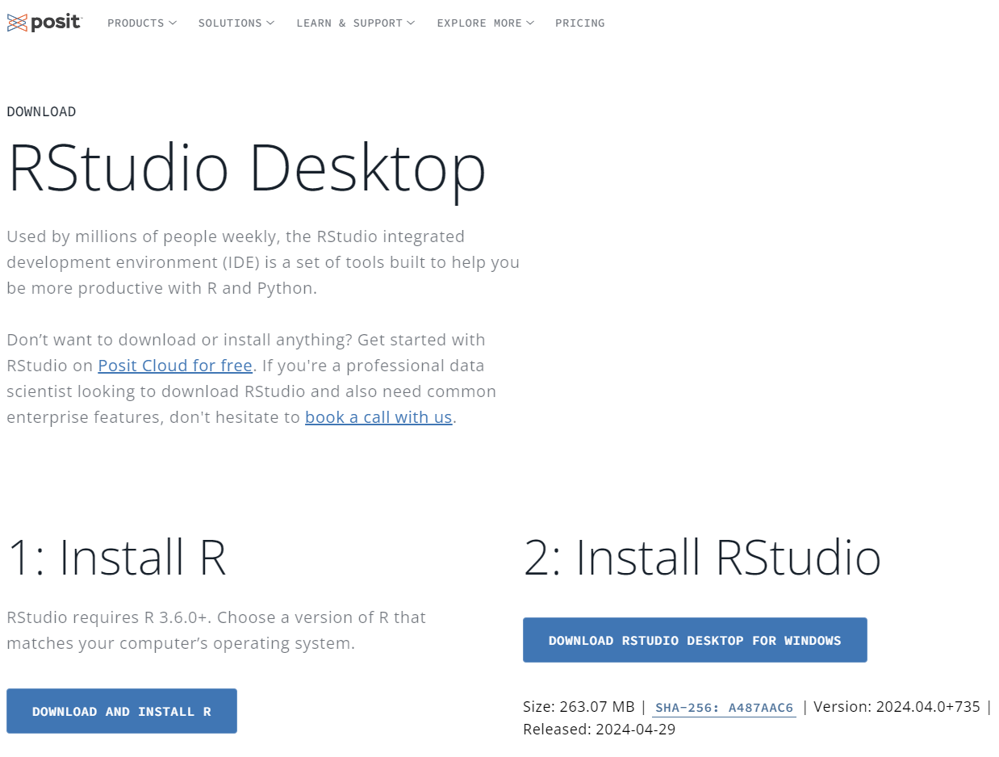 posit
PRODUCTS
SOLUTIONS
LEARN & SUPPORT
EXPLORE MORE
PRICING
DOWNLOAD
RStudio Desktop
Used by millions of people weekly, the RStudio integrated
development environment (IDE) is a set of tools built to help you
be more productive with R and Python.
Don’t want to download or install anything? Get started with
RStudio on Posit Cloud for free. If you're a professional data
scientist looking to download RStudio and also need common
enterprise features, don't hesitate to book a call with us.
1: Install R
RStudio requires R 3.6.0+. Choose a version of R that
matches your computer’s operating system.
DOWNLOAD AND INSTALL R
2: Install RStudio
DOWNLOAD RSTUDIO DESKTOP FOR WINDOWS
Size: 263.07 MB | SHA-256: A487AAC6 | Version: 2024.04.0+735 |
Released: 2024-04-29